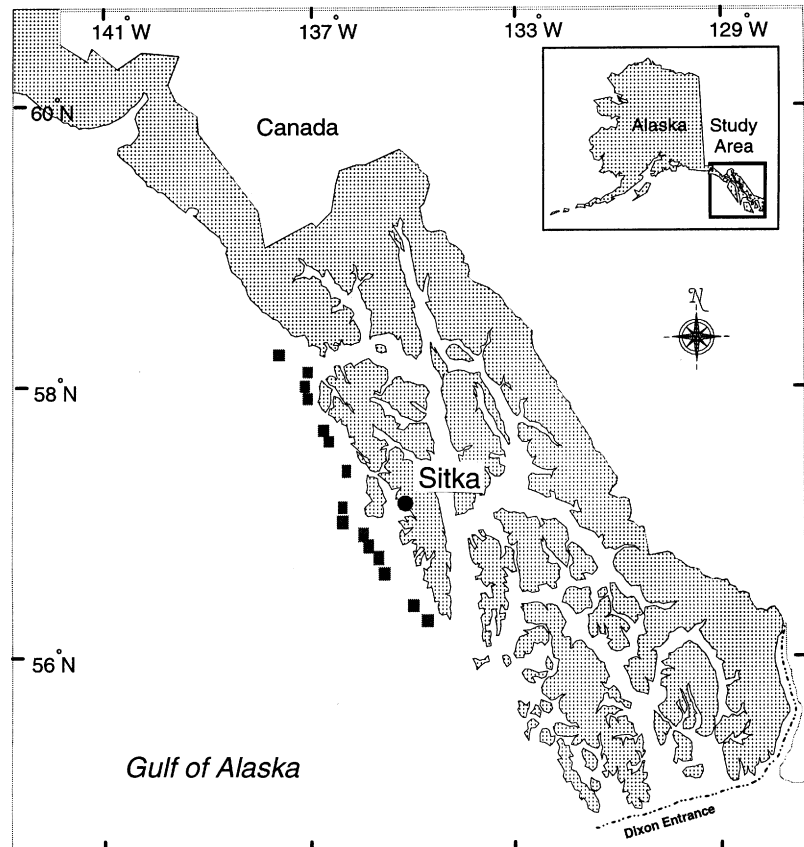 141°W
137°W
133°W
129°W
60°N
Canada
Alaska
Study
Area
N
58°N
Sitka
56°N
Gulf of Alaska
Dixon Entrance